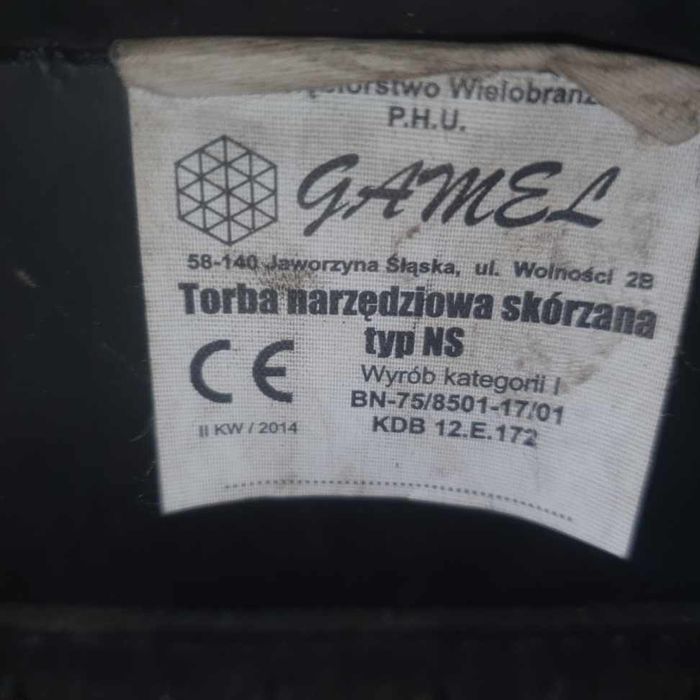 Wielobranż
P.H.U.
GAMEL
58-140 Jaworzyna Śląska, ul. Wolności 2B
Torba narzędziowa skórzana
typ NS
CE
Wyrób kategorii I
BN-75/8501-17/01
II KW / 2014
KDB 12.E.172